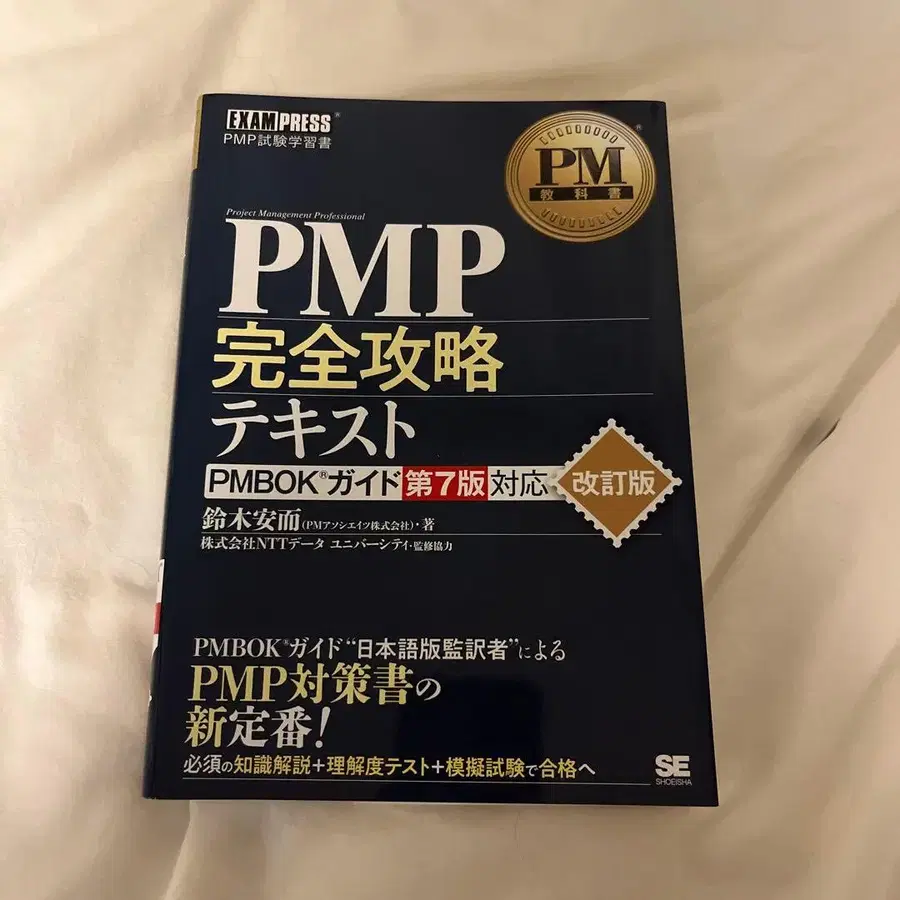 EXAMPRESS®
PMP試験学習書
PM®
教科書
Project Management Professional
PMP
完全攻略
テキスト
PMBOK®ガイド 第7版 対応
改訂版
鈴木安而(PMアソシエイツ株式会社)・著
株式会社NTTデータ ユニバーシティ・監修協力
PMBOK®ガイド“日本語版監訳者”による
PMP対策書の
新定番!
必須の知識解説+理解度テスト+模擬試験で合格へ
SE
SHOEISHA